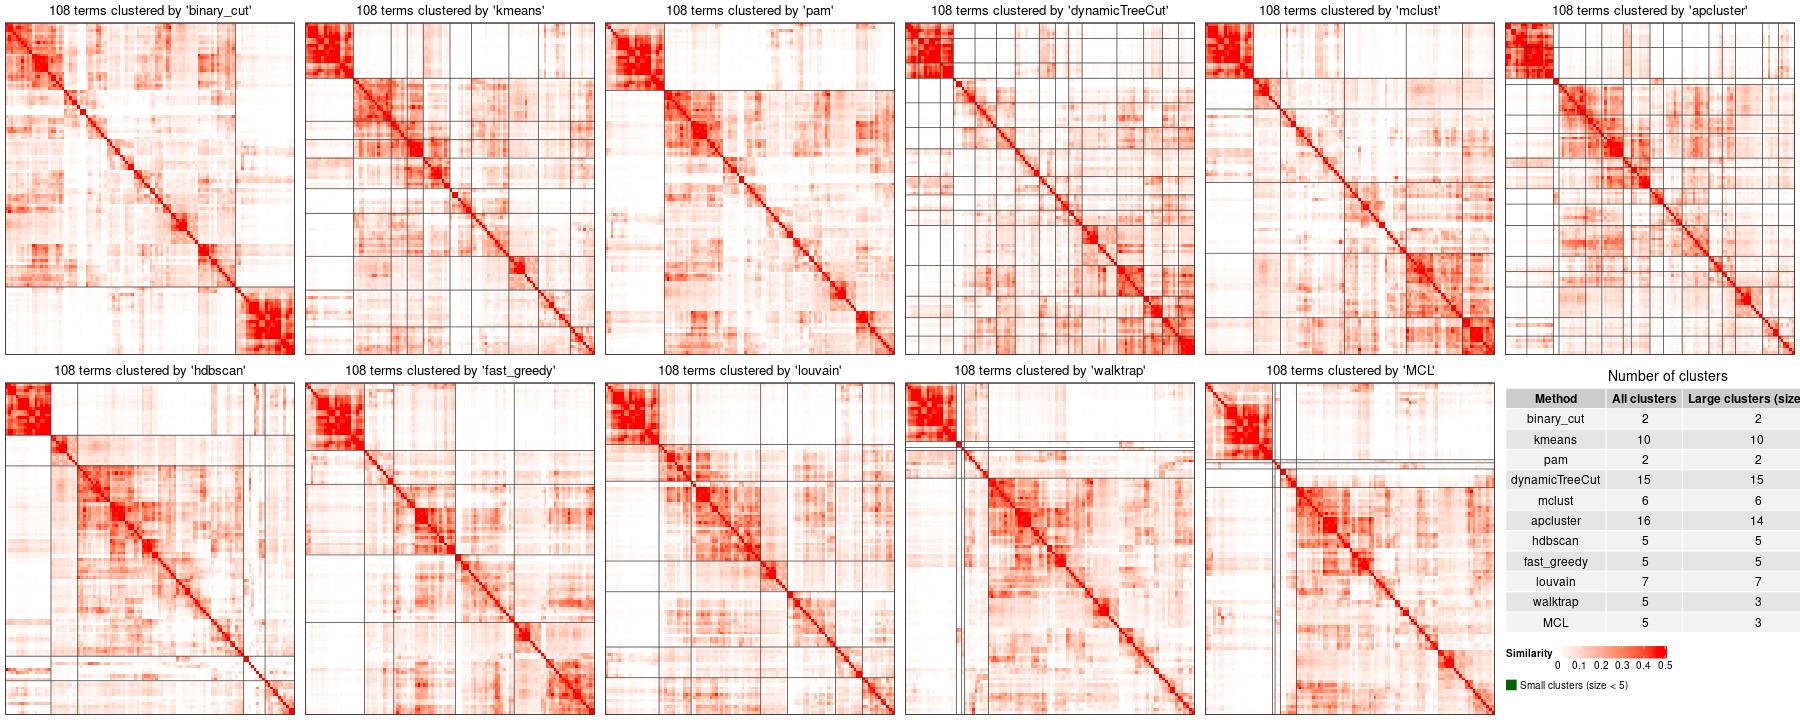 108 terms clustered by 'binary_cut'
108 terms clustered by 'kmeans'
108 terms clustered by 'pam'
108 terms clustered by 'dynamicTreeCut'
108 terms clustered by 'mclust'
108 terms clustered by 'apcluster'
108 terms clustered by 'hdbscan'
108 terms clustered by 'fast_greedy'
108 terms clustered by 'louvain'
108 terms clustered by 'walktrap'
108 terms clustered by 'MCL'
Number of clusters
Method All clusters Large clusters (size
binary_cut 2 2
kmeans 10 10
pam 2 2
dynamicTreeCut 15 15
mclust 6 6
apcluster 16 14
hdbscan 5 5
fast_greedy 5 5
louvain 7 7
walktrap 5 3
MCL 5 3
Similarity
0 0.1 0.2 0.3 0.4 0.5
Small clusters (size < 5)